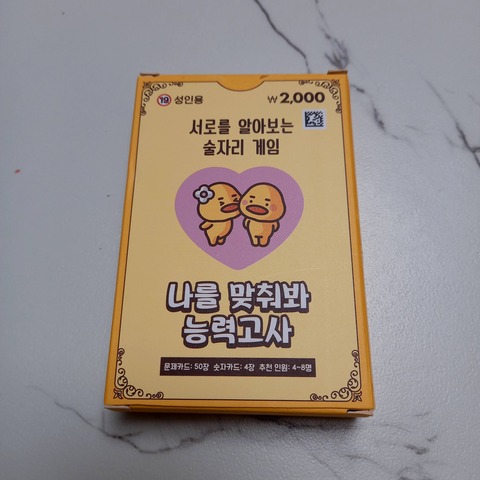 19 성인용
₩2,000
서로를 알아보는
술자리 게임
나를 맞춰봐
능력고사
문제카드: 50장 숫자카드: 4장 추천 인원: 4~8명